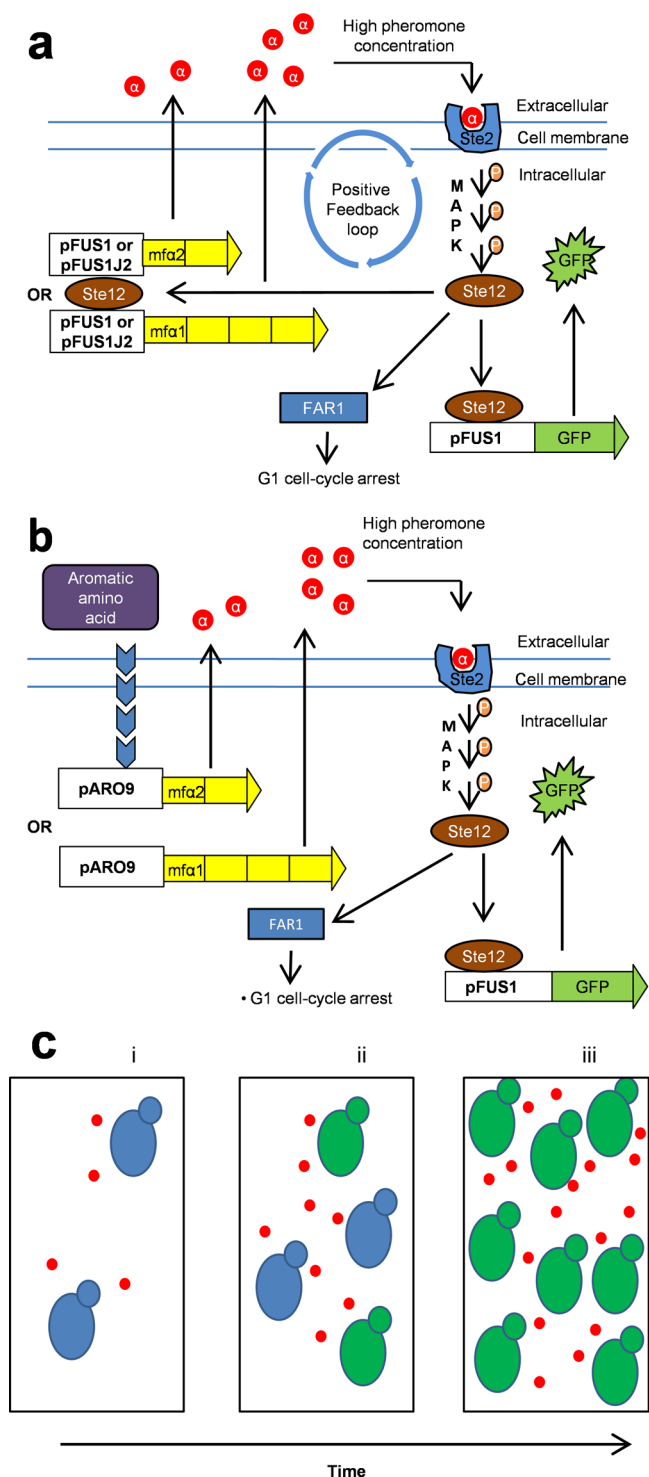 a
High pheromone
concentration
α
α
α
α
α
α
Extracellular
α
Ste2
Cell membrane
Intracellular
Positive
Feedback
loop
M
A
P
K
P
P
P
GFP
pFUS1 or
pFUS1J2
mfα2
OR
Ste12
Ste12
pFUS1 or
pFUS1J2
mfα1
FAR1
Ste12
pFUS1
GFP
G1 cell-cycle arrest
b
High pheromone
concentration
Aromatic
amino
acid
α
α
α
α
α
α
Extracellular
α
Ste2
Cell membrane
Intracellular
M
A
P
K
P
P
P
GFP
pARO9
mfα2
OR
Ste12
pARO9
mfα1
FAR1
Ste12
pFUS1
GFP
• G1 cell-cycle arrest
c
i
ii
iii
Time